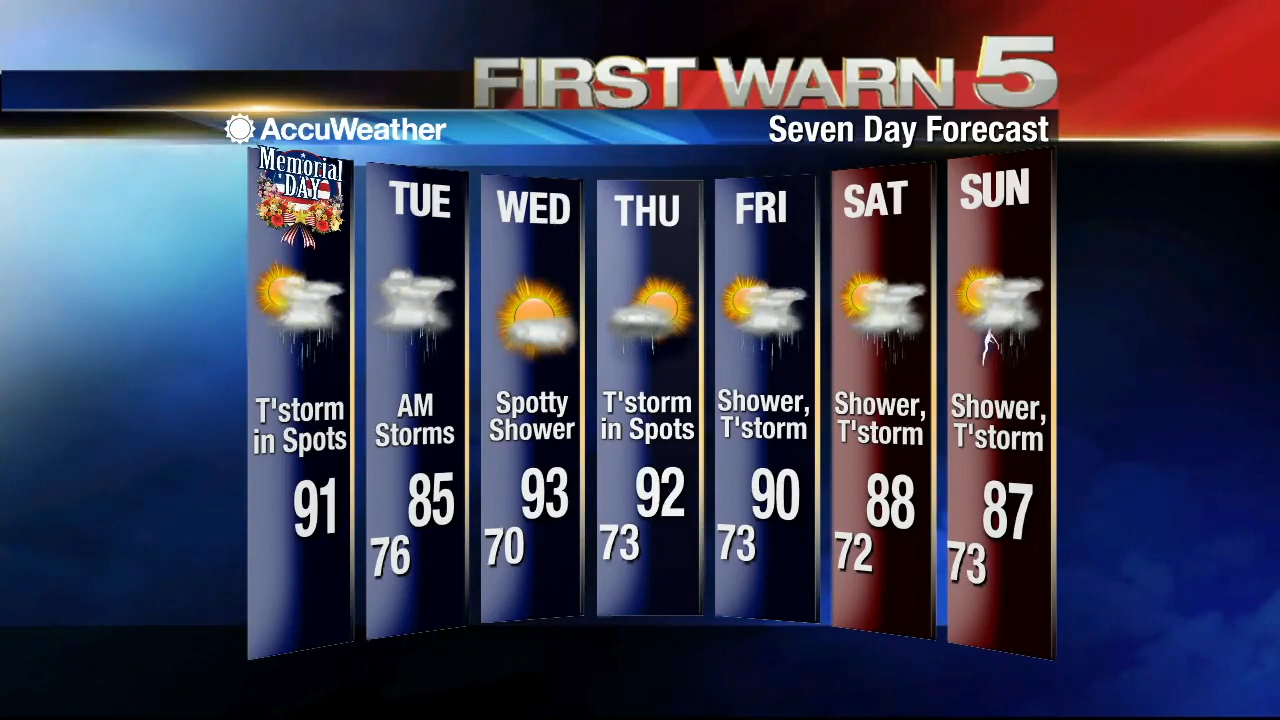 FIRST WARN 5
AccuWeather
Seven Day Forecast
Memorial
DAY
T'storm
in Spots
91
TUE
AM
Storms
85
76
WED
Spotty
Shower
93
70
THU
T'storm
in Spots
92
73
FRI
Shower,
T'storm
90
73
SAT
Shower,
T'storm
88
72
SUN
Shower,
T'storm
87
73